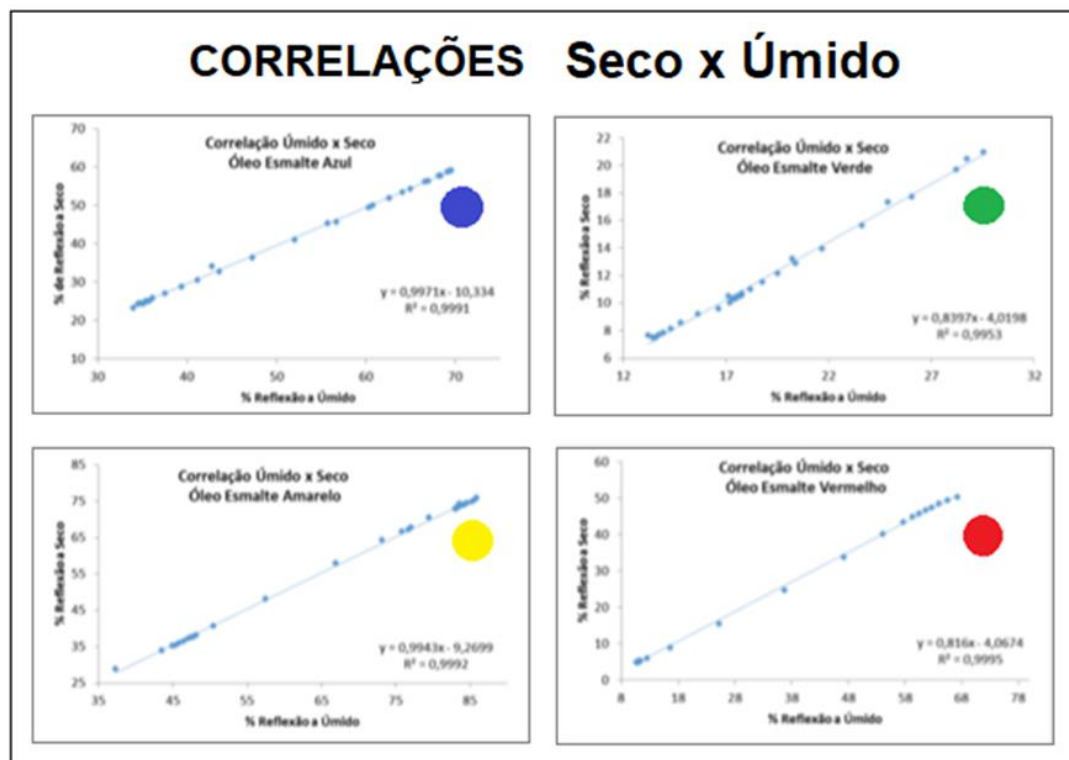 CORRELAÇÕES Seco x Úmido
Correlação Úmido x Seco
Óleo Esmalte Azul
% de Reflexão a Seco
70
60
50
40
30
20
10
y = 0,9971x - 10,334
R² = 0,9991
30 40 50 60 70
% Reflexão a Úmido
Correlação Úmido x Seco
Óleo Esmalte Verde
% Reflexão a Seco
22
20
18
16
14
12
10
8
6
y = 0,8397x - 4,0198
R² = 0,9953
12 17 22 27 32
% Reflexão a Úmido
Correlação Úmido x Seco
Óleo Esmalte Amarelo
% Reflexão a Seco
85
75
65
55
45
35
25
y = 0,9943x - 9,2699
R² = 0,9992
35 45 55 65 75 85
% Reflexão a Úmido
Correlação Úmido x Seco
Óleo Esmalte Vermelho
% Reflexão a Seco
60
50
40
30
20
10
0
y = 0,816x - 4,0674
R² = 0,9995
8 18 28 38 48 58 68 78
% Reflexão a Úmido